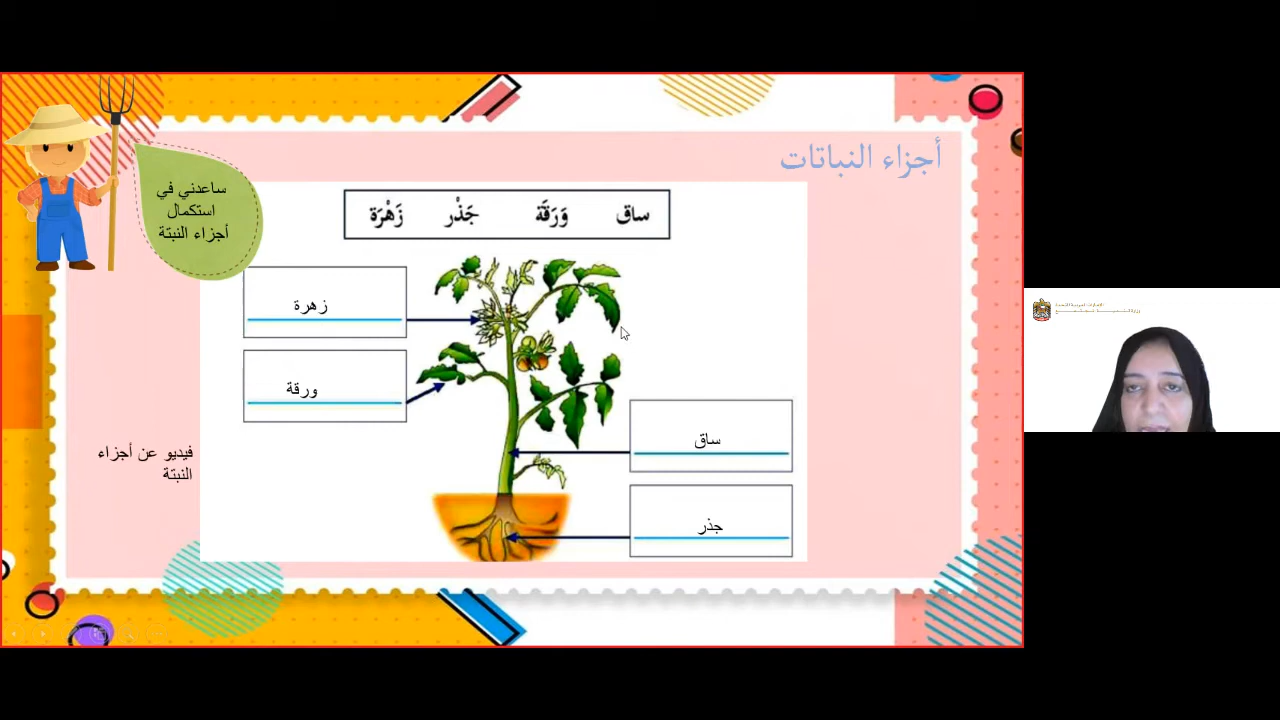 أجزاء النباتات
ساعدني في
استكمال
أجزاء النبتة
ساق وَرَقَة جَذْر زَهْرَة
زهرة
ورقة
ساق
جذر
فيديو عن أجزاء
النبتة